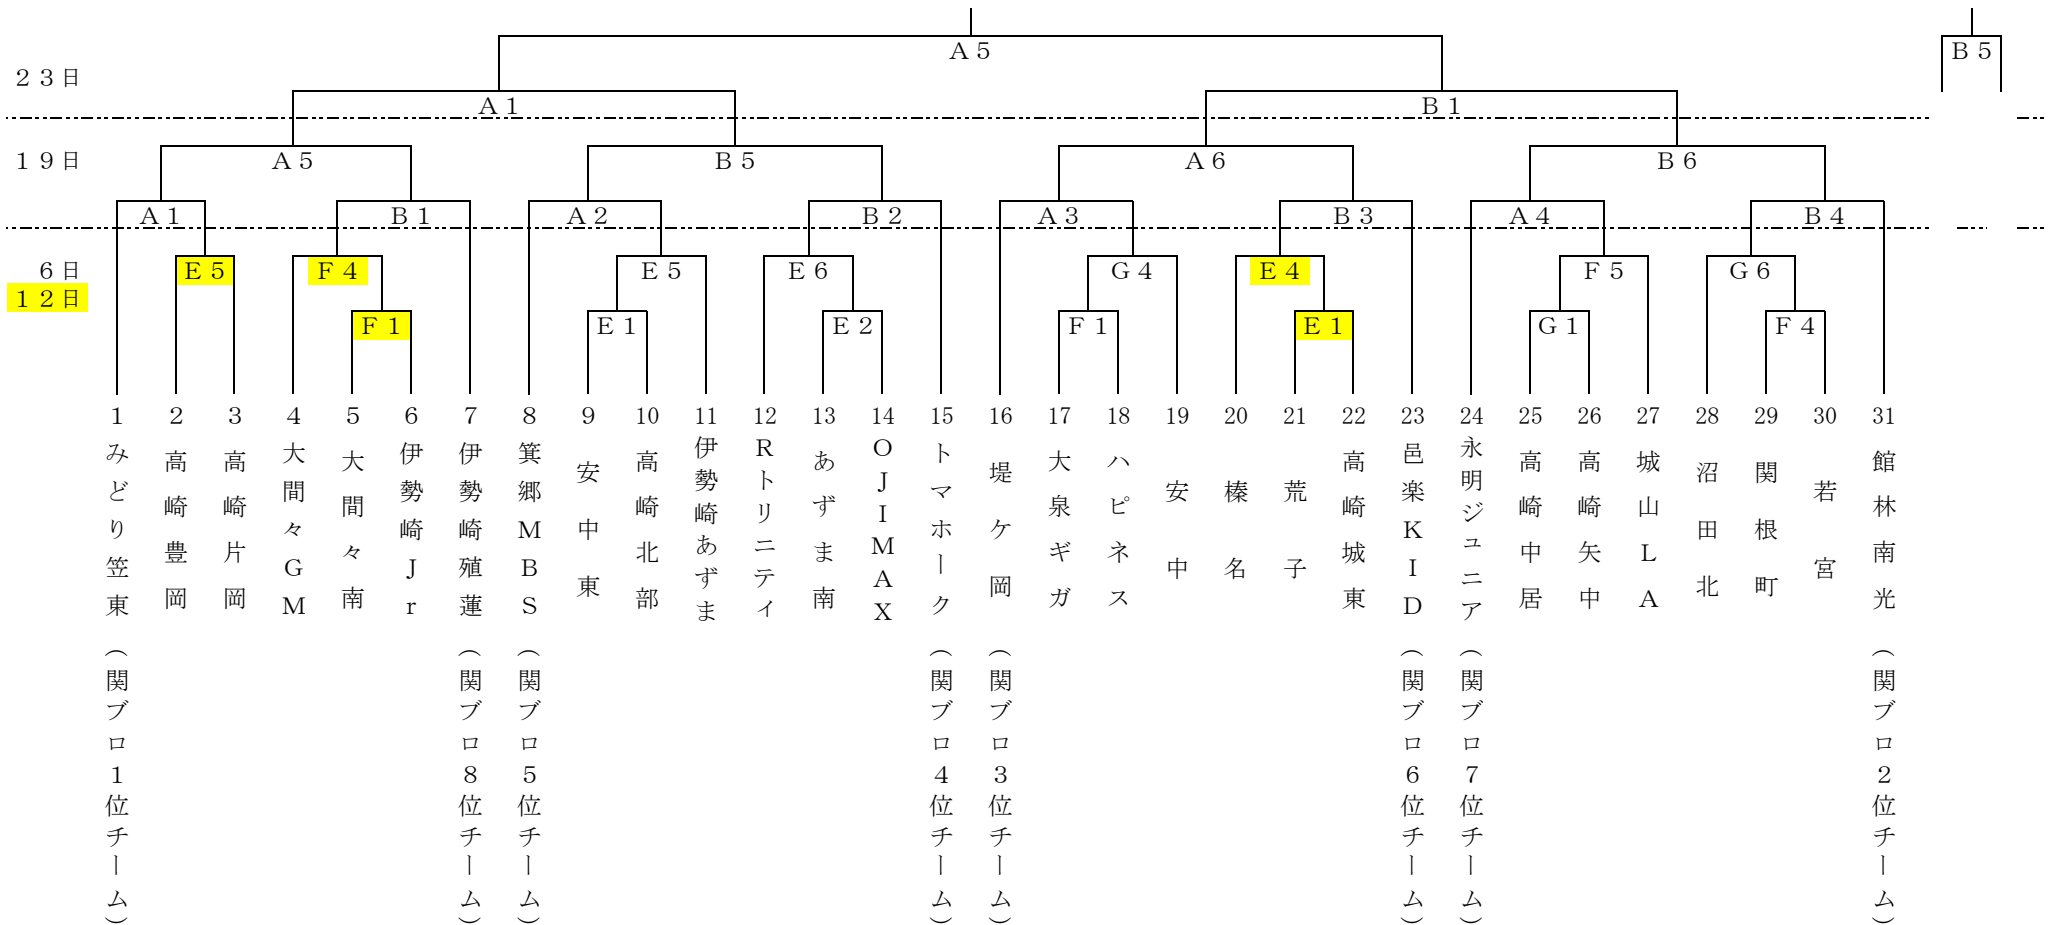 A5
B5
23日
A1
B1
19日
A5
B5
A6
B6
A1
B1
A2
B2
A3
B3
A4
B4
6日
E5
F4
E5
E6
G4
E4
F5
G6
12日
F1
E1
E2
F1
E1
G1
F4
1
みどり笠東(関ブロ1位チーム)
2
高崎豊岡
3
高崎片岡
4
大間々GM
5
大間々南
6
伊勢崎Jr
7
伊勢崎殖蓮(関ブロ8位チーム)
8
箕郷MBS(関ブロ5位チーム)
9
安中東
10
高崎北部
11
伊勢崎あずま
12
Rトリニティ
13
あずま南
14
OJIMAX
15
トマホーク(関ブロ4位チーム)
16
堤ケ岡(関ブロ3位チーム)
17
大泉ギガ
18
ハピネス
19
安中
20
榛名
21
荒子
22
高崎城東
23
邑楽KID(関ブロ6位チーム)
24
永明ジュニア(関ブロ7位チーム)
25
高崎中居
26
高崎矢中
27
城山LA
28
沼田北
29
関根町
30
若宮
31
館林南光(関ブロ2位チーム)